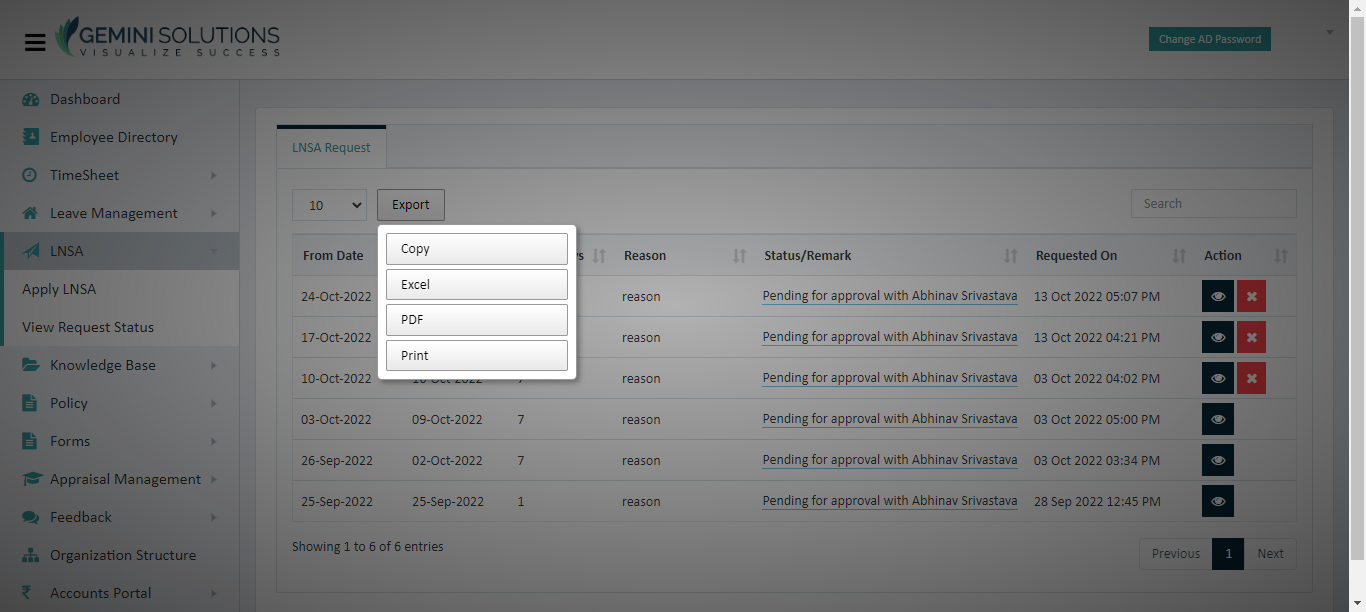 GEMINI SOLUTIONS
VISUALIZE SUCCESS
Change AD Password
Dashboard
Employee Directory
TimeSheet
Leave Management
LNSA
Apply LNSA
View Request Status
Knowledge Base
Policy
Forms
Appraisal Management
Feedback
Organization Structure
Accounts Portal
LNSA Request
10 Export Search
Copy
Excel
PDF
Print
From Date Reason Status/Remark Requested On Action
24-Oct-2022 reason Pending for approval with Abhinav Srivastava 13 Oct 2022 05:07 PM
17-Oct-2022 reason Pending for approval with Abhinav Srivastava 13 Oct 2022 04:21 PM
10-Oct-2022 reason Pending for approval with Abhinav Srivastava 03 Oct 2022 04:02 PM
03-Oct-2022 09-Oct-2022 7 reason Pending for approval with Abhinav Srivastava 03 Oct 2022 05:00 PM
26-Sep-2022 02-Oct-2022 7 reason Pending for approval with Abhinav Srivastava 03 Oct 2022 03:34 PM
25-Sep-2022 25-Sep-2022 1 reason Pending for approval with Abhinav Srivastava 28 Sep 2022 12:45 PM
Showing 1 to 6 of 6 entries
Previous 1 Next